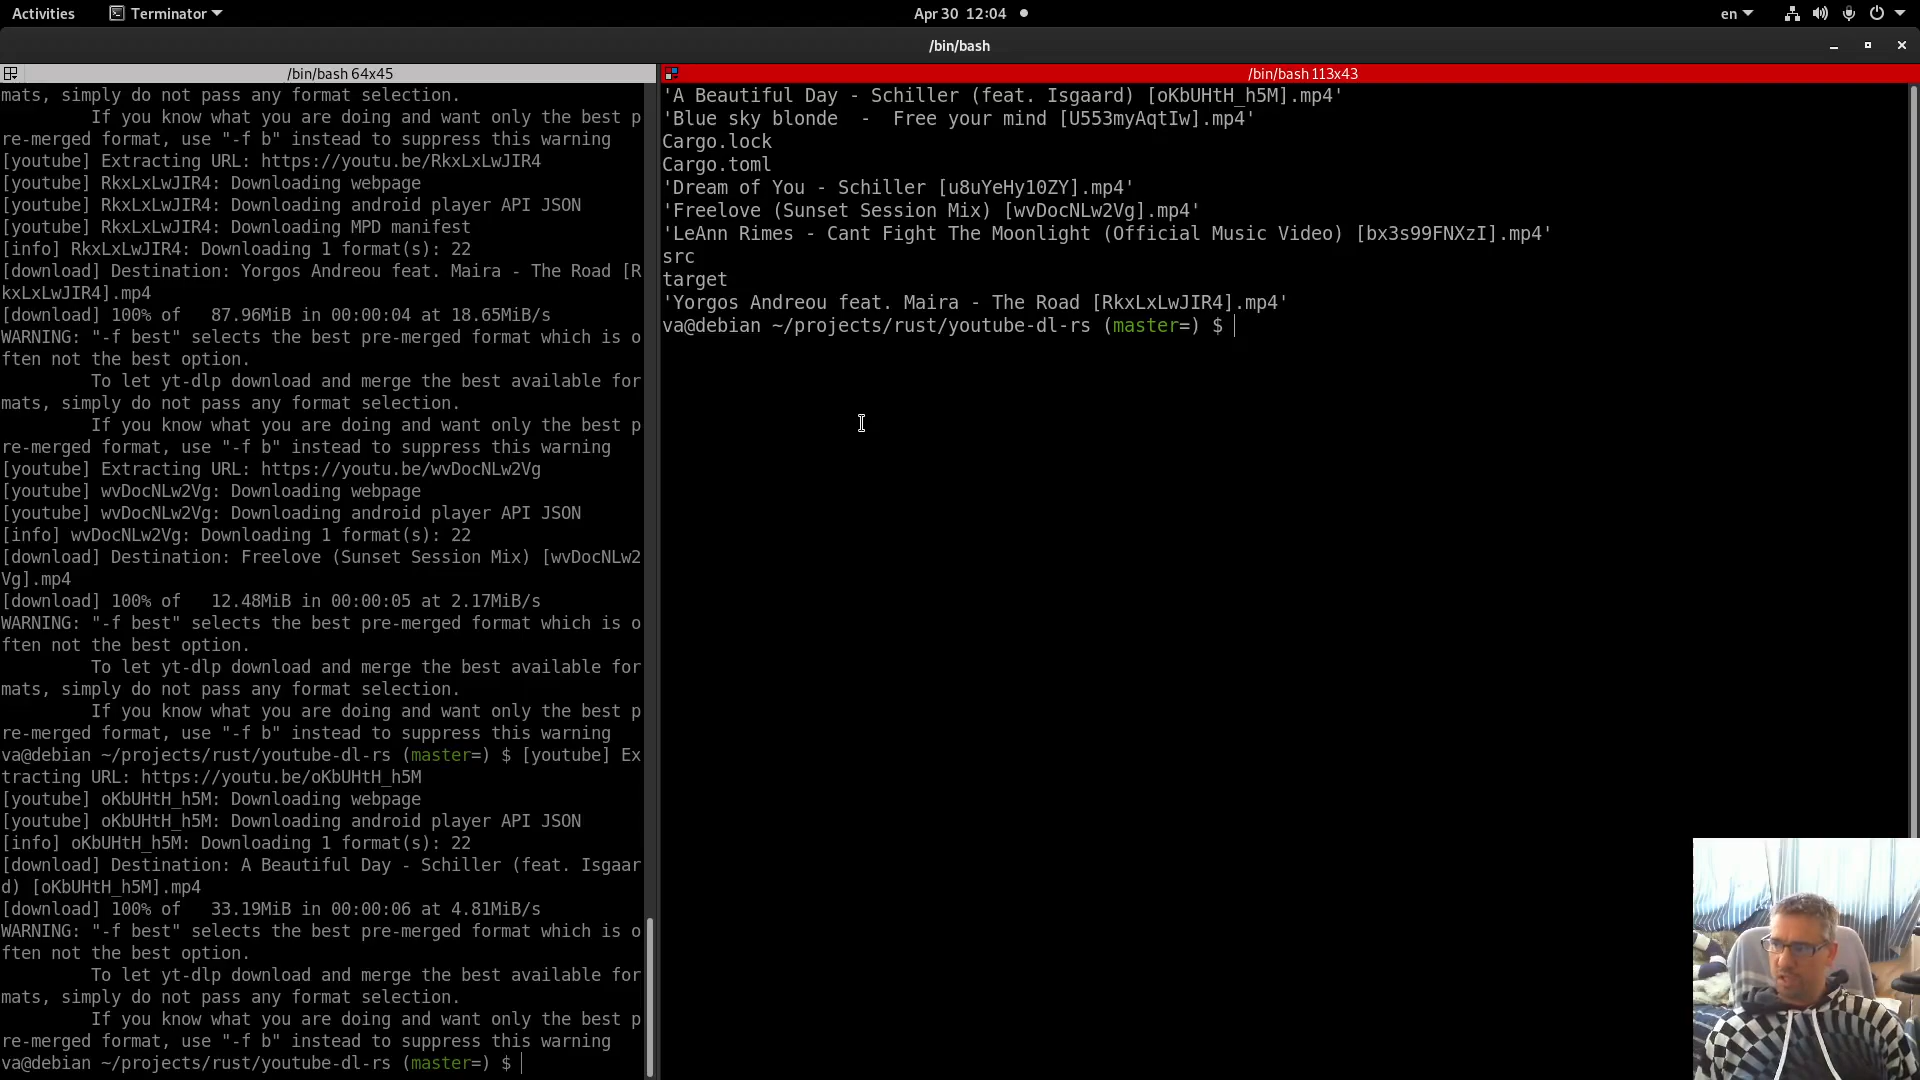 Activities
Terminator
Apr 30 12:04
en
/bin/bash
/bin/bash 64x45
mats, simply do not pass any format selection.
If you know what you are doing and want only the best p
re-merged format, use "-f b" instead to suppress this warning
[youtube] Extracting URL: https://youtu.be/RkxLxLwJIR4
[youtube] RkxLxLwJIR4: Downloading webpage
[youtube] RkxLxLwJIR4: Downloading android player API JSON
[youtube] RkxLxLwJIR4: Downloading MPD manifest
[info] RkxLxLwJIR4: Downloading 1 format(s): 22
[download] Destination: Yorgos Andreou feat. Maira - The Road [R
kxLxLwJIR4].mp4
[download] 100% of   87.96MiB in 00:00:04 at 18.65MiB/s
WARNING: "-f best" selects the best pre-merged format which is o
ften not the best option.
To let yt-dlp download and merge the best available for
mats, simply do not pass any format selection.
If you know what you are doing and want only the best p
re-merged format, use "-f b" instead to suppress this warning
[youtube] Extracting URL: https://youtu.be/wvDocNLw2Vg
[youtube] wvDocNLw2Vg: Downloading webpage
[youtube] wvDocNLw2Vg: Downloading android player API JSON
[info] wvDocNLw2Vg: Downloading 1 format(s): 22
[download] Destination: Freelove (Sunset Session Mix) [wvDocNLw2
Vg].mp4
[download] 100% of   12.48MiB in 00:00:05 at 2.17MiB/s
WARNING: "-f best" selects the best pre-merged format which is o
ften not the best option.
To let yt-dlp download and merge the best available for
mats, simply do not pass any format selection.
If you know what you are doing and want only the best p
re-merged format, use "-f b" instead to suppress this warning
va@debian ~/projects/rust/youtube-dl-rs (master=) $ [youtube] Ex
tracting URL: https://youtu.be/oKbUHtH_h5M
[youtube] oKbUHtH_h5M: Downloading webpage
[youtube] oKbUHtH_h5M: Downloading android player API JSON
[info] oKbUHtH_h5M: Downloading 1 format(s): 22
[download] Destination: A Beautiful Day - Schiller (feat. Isgaar
d) [oKbUHtH_h5M].mp4
[download] 100% of   33.19MiB in 00:00:06 at 4.81MiB/s
WARNING: "-f best" selects the best pre-merged format which is o
ften not the best option.
To let yt-dlp download and merge the best available for
mats, simply do not pass any format selection.
If you know what you are doing and want only the best p
re-merged format, use "-f b" instead to suppress this warning
va@debian ~/projects/rust/youtube-dl-rs (master=) $
/bin/bash 113x43
'A Beautiful Day - Schiller (feat. Isgaard) [oKbUHtH_h5M].mp4'
'Blue sky blonde  -  Free your mind [U553myAqtIw].mp4'
Cargo.lock
Cargo.toml
'Dream of You - Schiller [u8uYeHy10ZY].mp4'
'Freelove (Sunset Session Mix) [wvDocNLw2Vg].mp4'
'LeAnn Rimes - Cant Fight The Moonlight (Official Music Video) [bx3s99FNXzI].mp4'
src
target
'Yorgos Andreou feat. Maira - The Road [RkxLxLwJIR4].mp4'
va@debian ~/projects/rust/youtube-dl-rs (master=) $